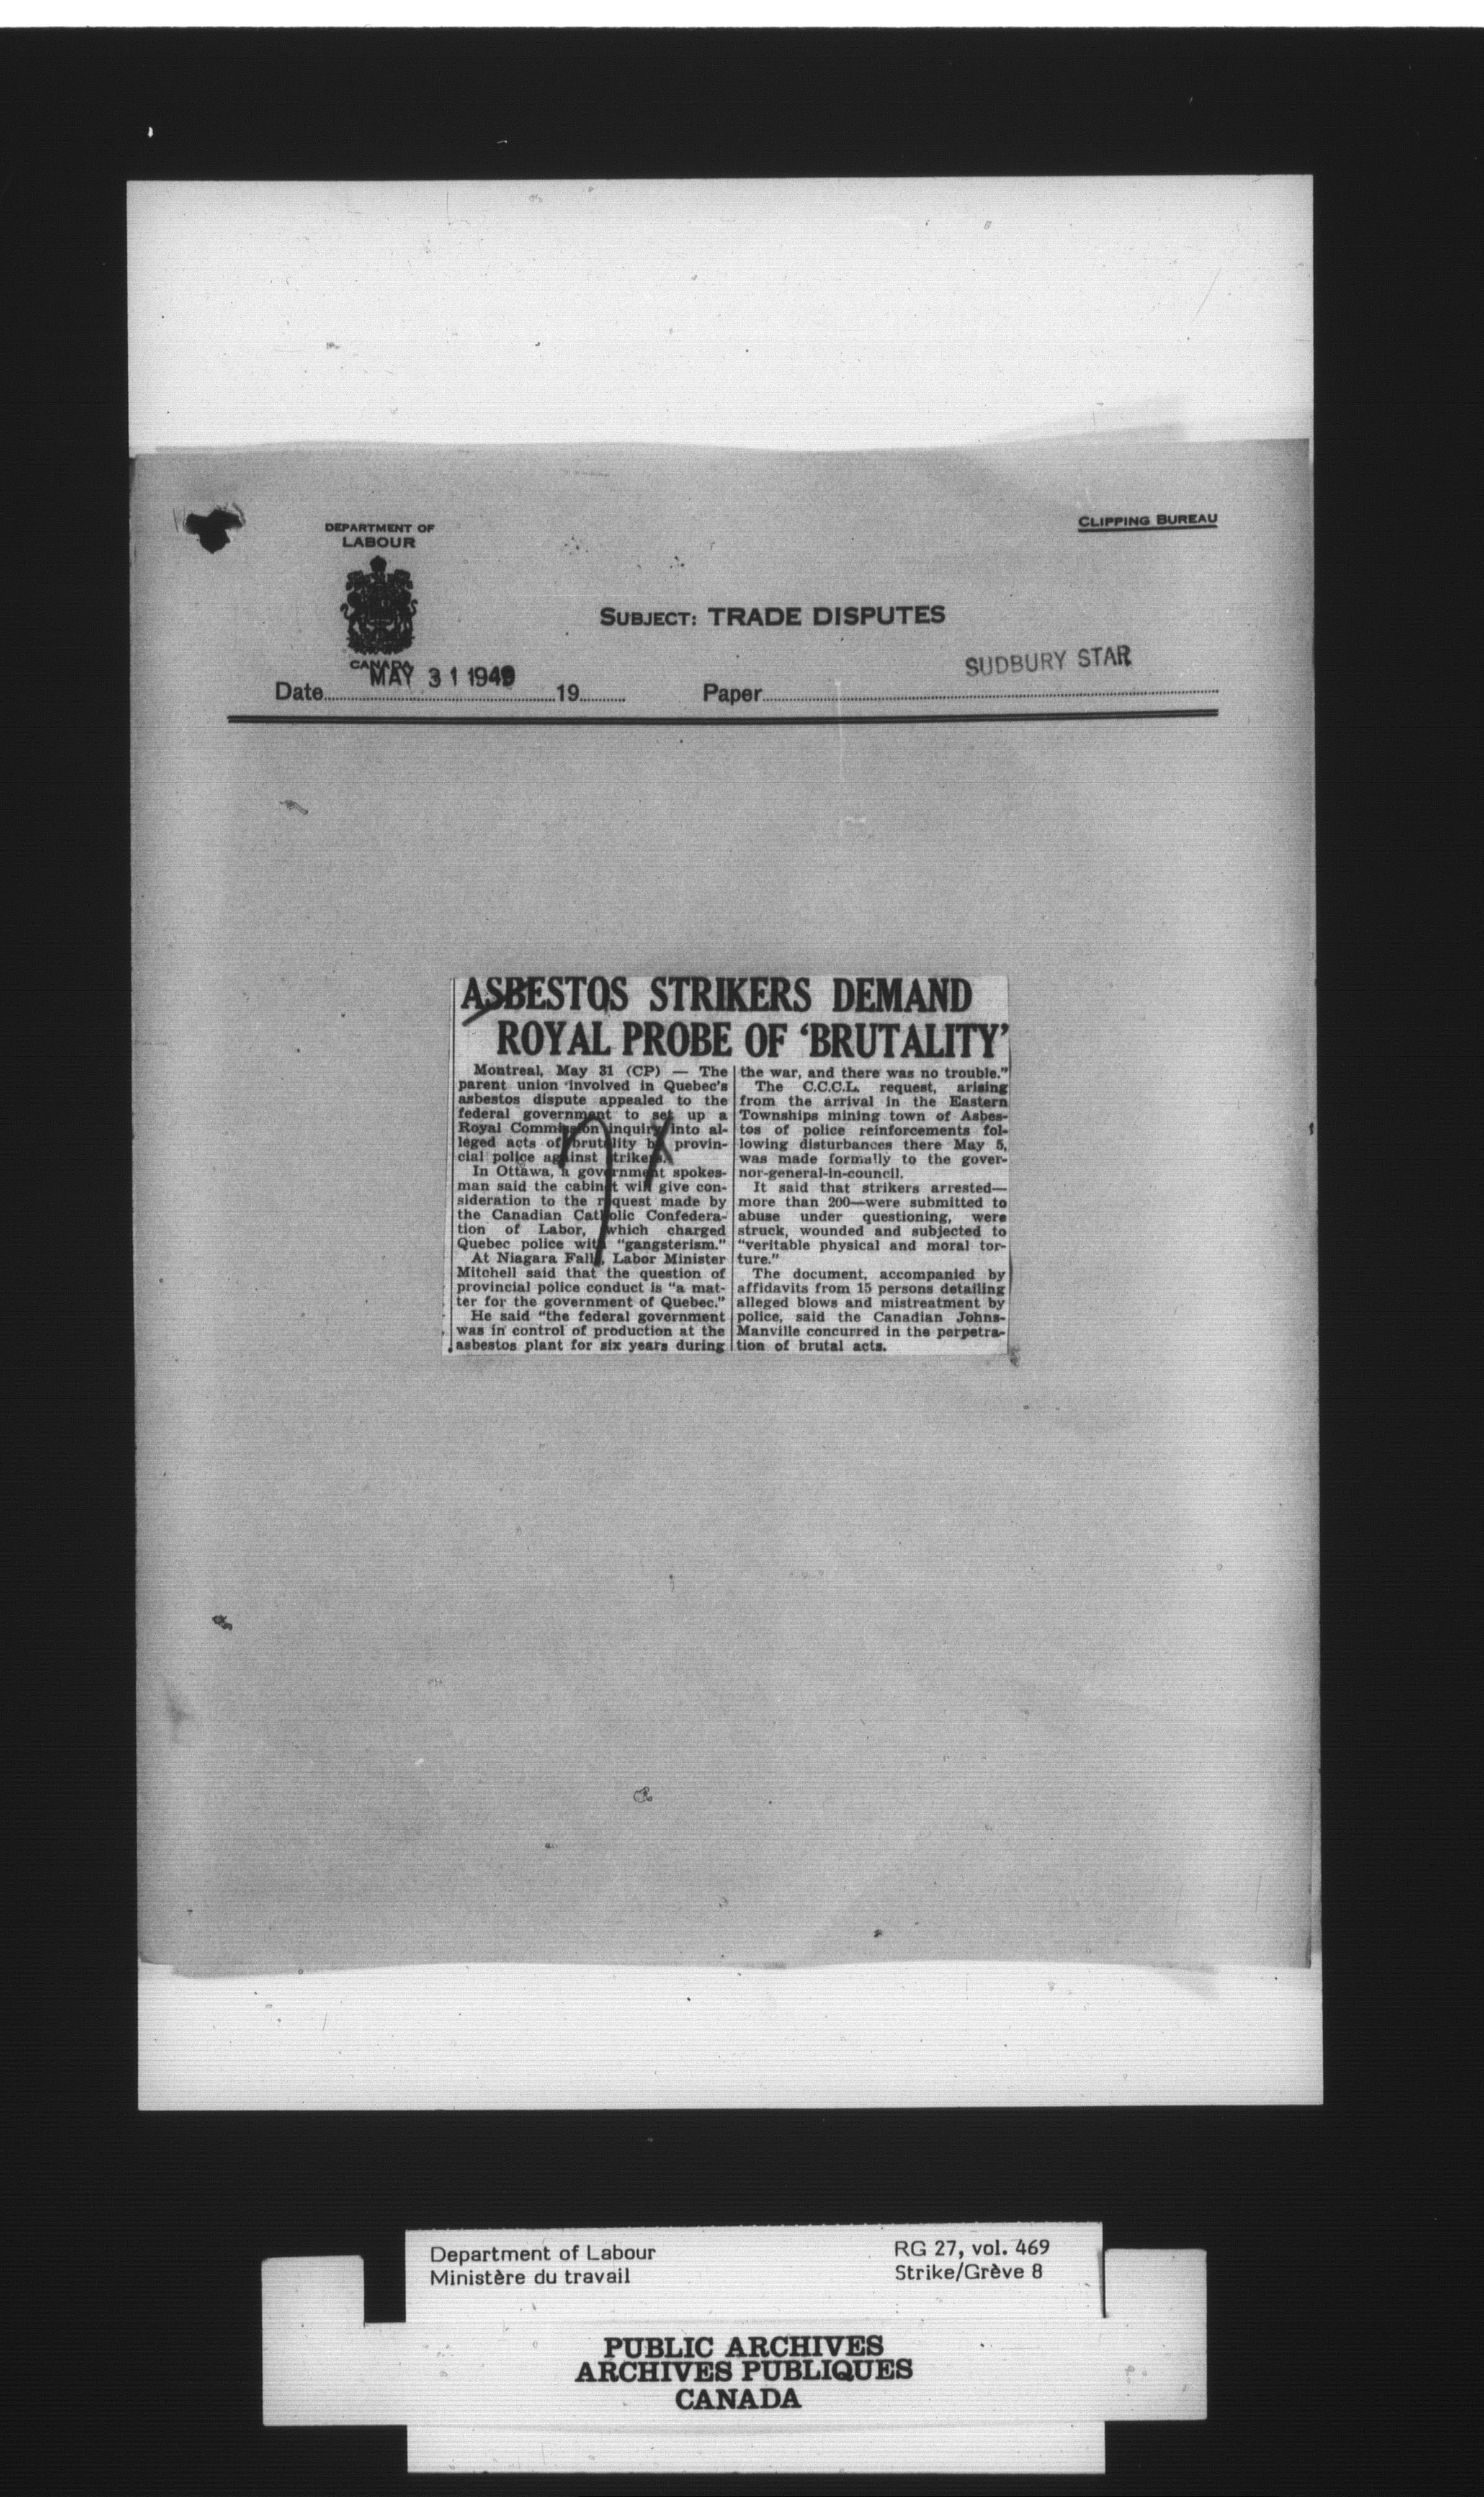 DEPARTMENT OF
LABOUR
CANADA
CLIPPING BUREAU
SUBJECT: TRADE DISPUTES
Date MAY 31 1949 19
Paper SUDBURY STAR
ASBESTOS STRIKERS DEMAND
ROYAL PROBE OF ‘BRUTALITY’
Montreal, May 31 (CP) — The
parent union involved in Quebec's
asbestos dispute appealed to the
federal government to set up a
Royal Commission inquiry into al-
leged acts of brutality by provin-
cial police against strikers.
In Ottawa, a government spokes-
man said the cabinet will give con-
sideration to the request made by
the Canadian Catholic Confedera-
tion of Labor, which charged
Quebec police with "gangsterism."
At Niagara Falls, Labor Minister
Mitchell said that the question of
provincial police conduct is "a mat-
ter for the government of Quebec."
He said "the federal government
was in control of production at the
asbestos plant for six years during
the war, and there was no trouble."
The C.C.C.L. request, arising
from the arrival in the Eastern
Townships mining town of Asbes-
tos of police reinforcements fol-
lowing disturbances there May 5,
was made formally to the gover-
nor-general-in-council.
It said that strikers arrested—
more than 200—were submitted to
abuse under questioning, were
struck, wounded and subjected to
"veritable physical and moral tor-
ture."
The document, accompanied by
affidavits from 15 persons detailing
alleged blows and mistreatment by
police, said the Canadian Johns-
Manville concurred in the perpetra-
tion of brutal acts.
Department of Labour
Ministère du travail
RG 27, vol. 469
Strike/Grève 8
PUBLIC ARCHIVES
ARCHIVES PUBLIQUES
CANADA